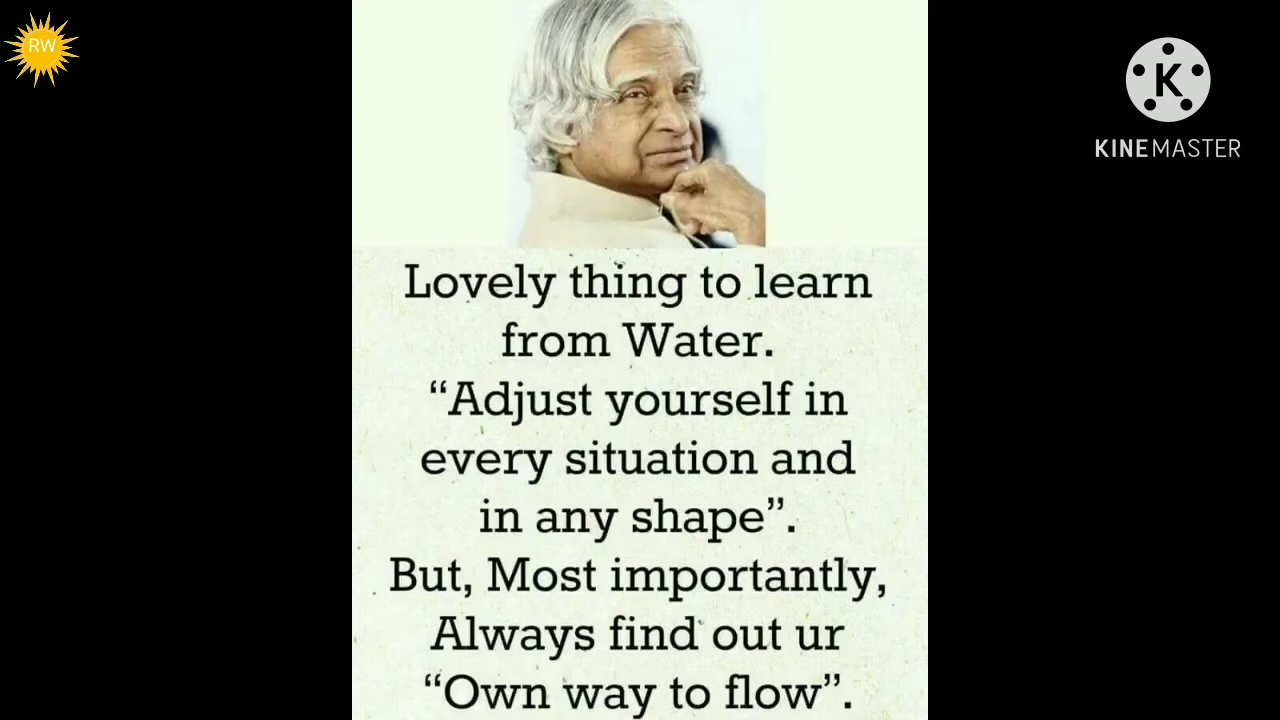 RW
K
KINEMASTER
Lovely thing to learn
from Water.
“Adjust yourself in
every situation and
in any shape”.
But, Most importantly,
Always find out ur
“Own way to flow”.